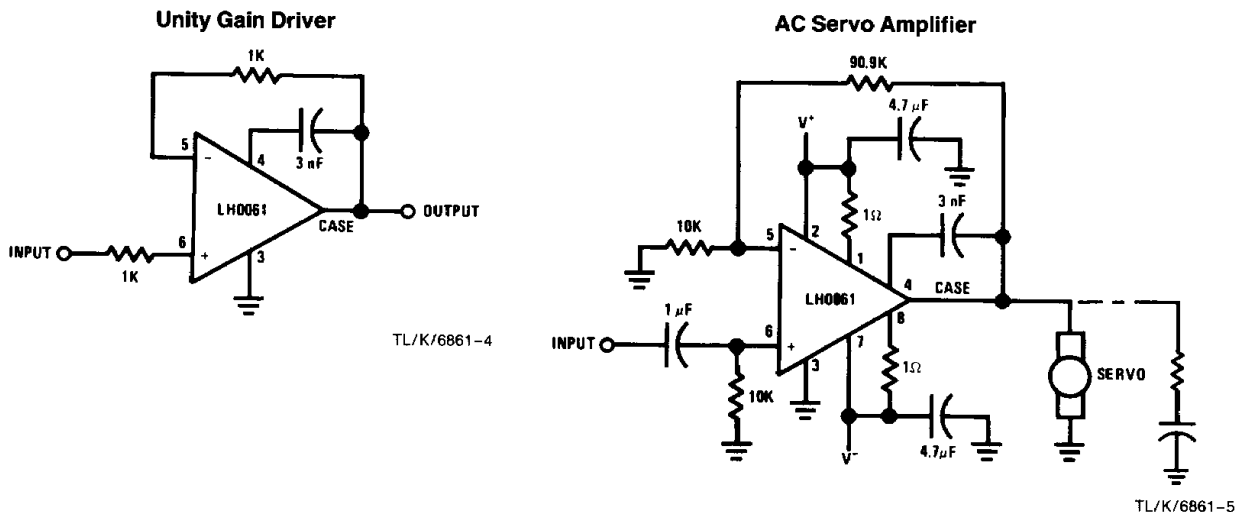 Unity Gain Driver
1K
5
−
4
3 nF
LH0061
CASE
OUTPUT
INPUT
1K
6
+
3
TL/K/6861–4
AC Servo Amplifier
90.9K
V+
4.7 μF
2
1Ω
1
3 nF
10K
5
−
4
CASE
LH0061
1 μF
INPUT
6
+
3
7
8
1Ω
10K
SERVO
V−
4.7μF
TL/K/6861–5